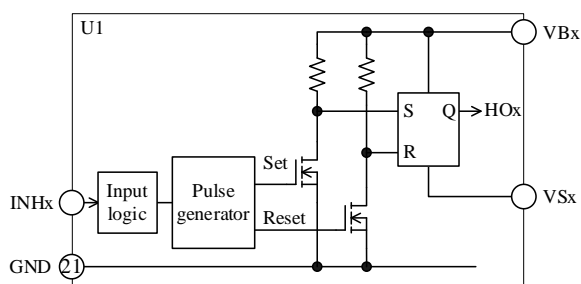 U1
VBx
S
Q
HOx
R
Set
Input
logic
Pulse
generator
INHx
VSx
Reset
GND
21